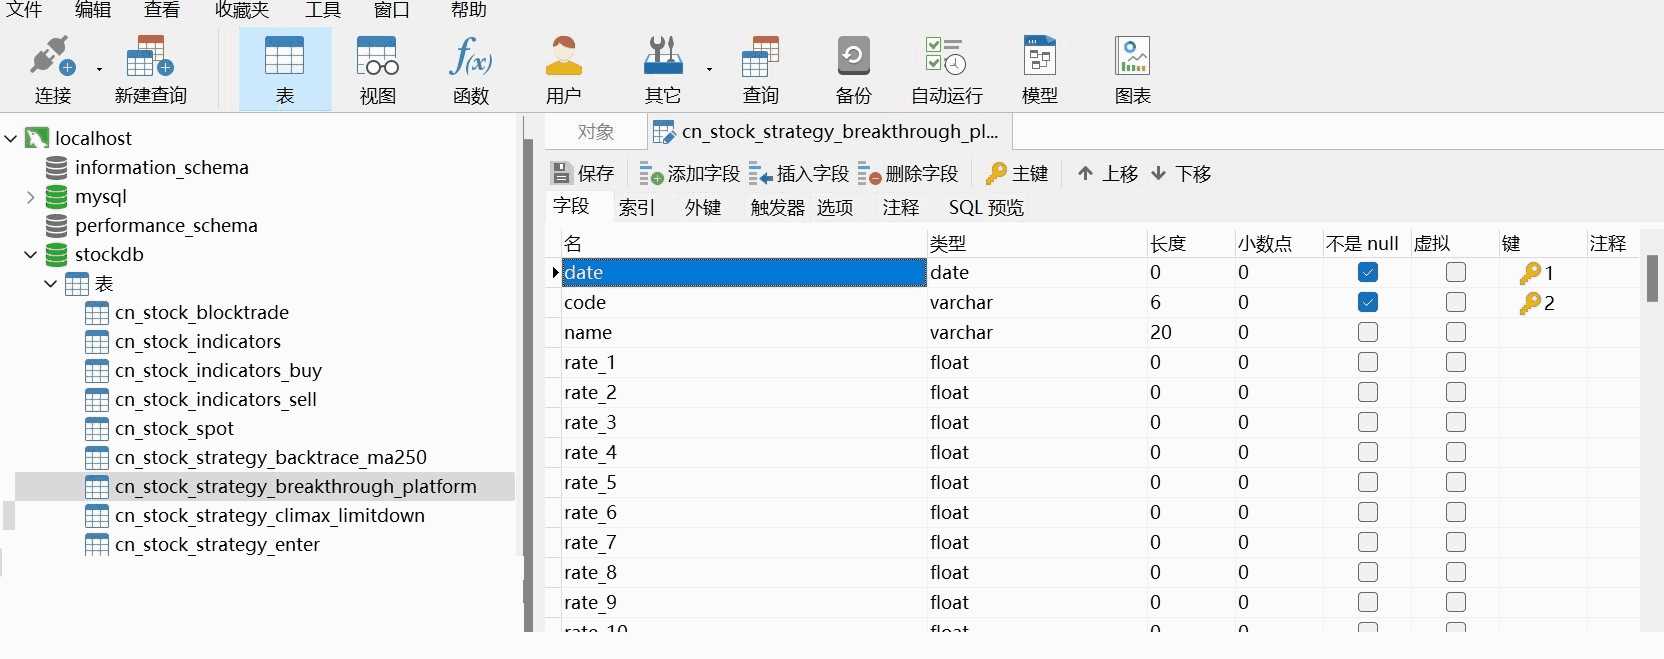 文件 编辑 查看 收藏夹 工具 窗口 帮助
连接 新建查询 表 视图 函数 用户 其它 查询 备份 自动运行 模型 图表
localhost
information_schema
mysql
performance_schema
stockdb
表
cn_stock_blocktrade
cn_stock_indicators
cn_stock_indicators_buy
cn_stock_indicators_sell
cn_stock_spot
cn_stock_strategy_backtrace_ma250
cn_stock_strategy_breakthrough_platform
cn_stock_strategy_climax_limitdown
cn_stock_strategy_enter
对象 cn_stock_strategy_breakthrough_pl...
保存 添加字段 插入字段 删除字段 主键 上移 下移
字段 索引 外键 触发器 选项 注释 SQL 预览
名 类型 长度 小数点 不是 null 虚拟 键 注释
date date 0 0 1
code varchar 6 0 2
name varchar 20 0
rate_1 float 0 0
rate_2 float 0 0
rate_3 float 0 0
rate_4 float 0 0
rate_5 float 0 0
rate_6 float 0 0
rate_7 float 0 0
rate_8 float 0 0
rate_9 float 0 0
rate_10 float 0 0